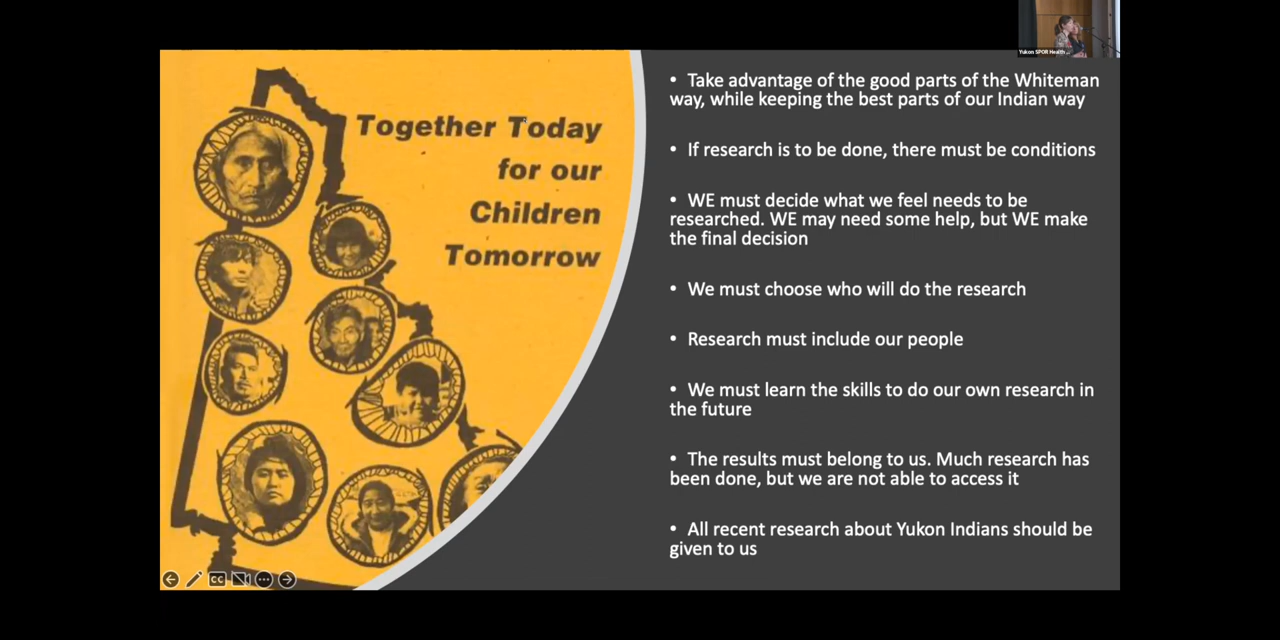 Yukon SPOR Health ...
Together Today
for our
Children
Tomorrow
• Take advantage of the good parts of the Whiteman
way, while keeping the best parts of our Indian way
• If research is to be done, there must be conditions
• WE must decide what we feel needs to be
researched. WE may need some help, but WE make
the final decision
• We must choose who will do the research
• Research must include our people
• We must learn the skills to do our own research in
the future
• The results must belong to us. Much research has
been done, but we are not able to access it
• All recent research about Yukon Indians should be
given to us
CC